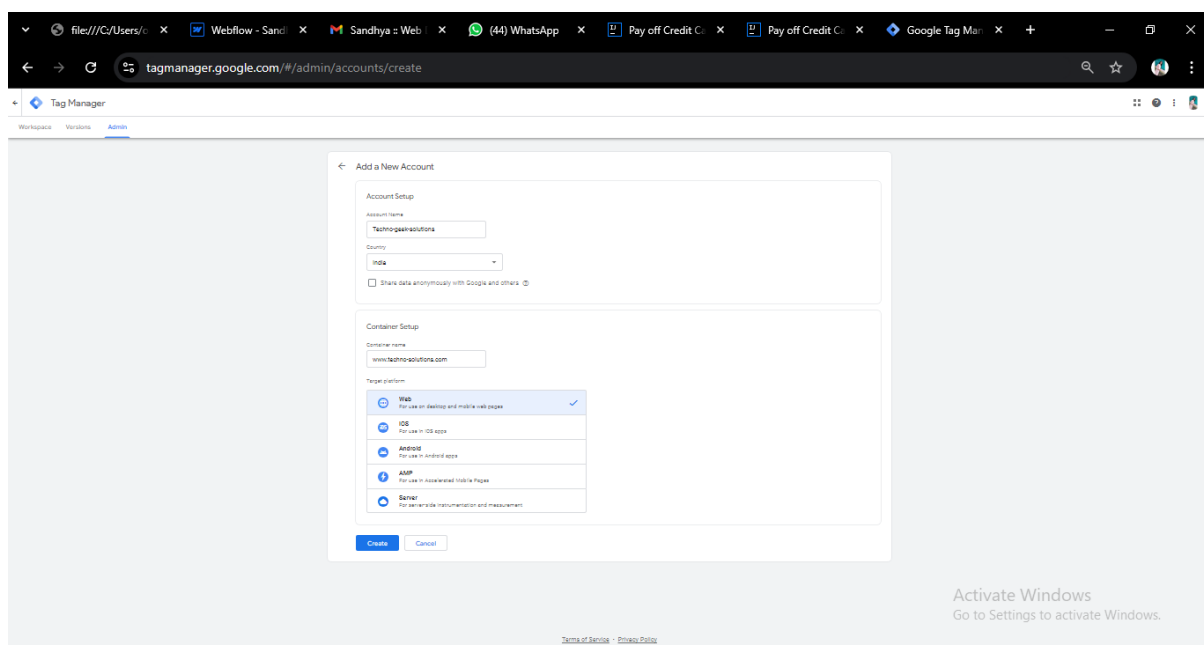 file:///C:/Users/
Webflow - Sand
Sandhya :: Web
(44) WhatsApp
Pay off Credit Ca
Pay off Credit Ca
Google Tag Man
tagmanager.google.com/#/admin/accounts/create
Tag Manager
Workspace Versions Admin
Add a New Account
Account Setup
Account Name
Techno-geek-solutions
Country
India
Share data anonymously with Google and others
Container Setup
Container name
www.techno-solutions.com
Target platform
Web
For use on desktop and mobile web pages
iOS
For use in iOS apps
Android
For use in Android apps
AMP
For use in Accelerated Mobile Pages
Server
For server-side instrumentation and measurement
Create Cancel
Activate Windows
Go to Settings to activate Windows.
Terms of Service · Privacy Policy